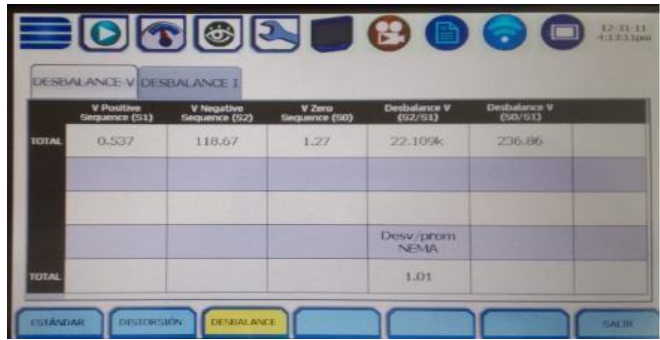 12-31-11
4:13:11pm
DESBALANCE V DESBALANCE I
V Positive Sequence (S1) V Negative Sequence (S2) V Zero Sequence (S0) Desbalance V (S2/S1) Desbalance V (S0/S1)
TOTAL 0.537 118.67 1.27 22.109k 236.86
Desv/prom
NEMA
TOTAL 1.01
ESTÁNDAR DISTORSIÓN DESBALANCE SALIR